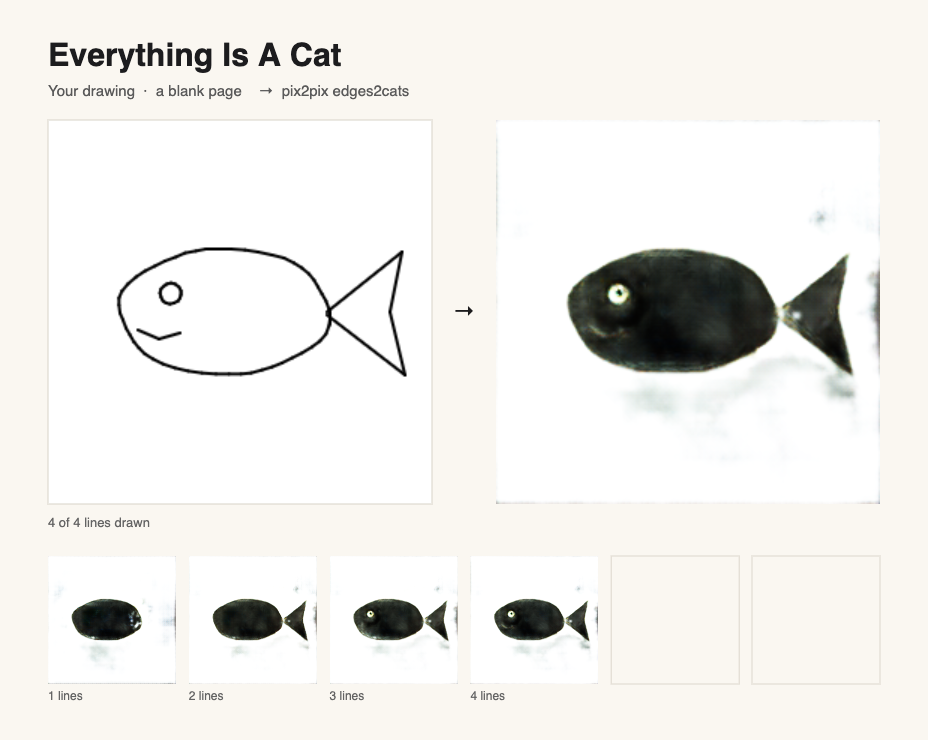 Everything Is A Cat
Your drawing · a blank page → pix2pix edges2cats
→
4 of 4 lines drawn
1 lines
2 lines
3 lines
4 lines